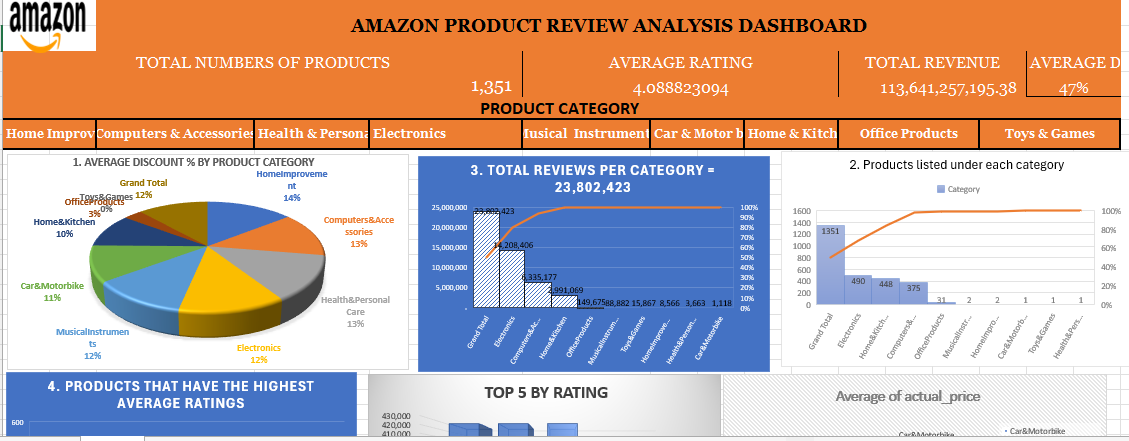 amazon
AMAZON PRODUCT REVIEW ANALYSIS DASHBOARD
TOTAL NUMBERS OF PRODUCTS
1,351
AVERAGE RATING
4.088823094
TOTAL REVENUE
113,641,257,195.38
AVERAGE D
47%
PRODUCT CATEGORY
Home Improv
Computers & Accessories
Health & Persona
Electronics
Musical Instrument
Car & Motor b
Home & Kitch
Office Products
Toys & Games
1. AVERAGE DISCOUNT % BY PRODUCT CATEGORY
HomeImproveme
nt
14%
Computers&Acce
ssories
13%
Health&Personal
Care
13%
Electronics
12%
MusicalInstrumen
ts
12%
Car&Motorbike
11%
Home&Kitchen
10%
OfficeProducts
3%
Toys&Games
0%
Grand Total
12%
3. TOTAL REVIEWS PER CATEGORY =
23,802,423
25,000,000
20,000,000
15,000,000
10,000,000
5,000,000
-
23,802,423
14,208,406
6,335,177
2,991,069
149,675
88,882
15,867
8,566
3,663
1,118
100%
90%
80%
70%
60%
50%
40%
30%
20%
10%
0%
Grand Total
Electronics
Computers&Ac...
Home&Kitchen
OfficeProducts
MusicalInstrum...
Toys&Games
HomeImprove...
Health&Person...
Car&Motorbike
2. Products listed under each category
Category
1600
1400
1200
1000
800
600
400
200
0
1351
490
448
375
31
2
2
1
1
1
100%
80%
60%
40%
20%
0%
Grand Total
Electronics
Home&Kitch...
Computers&...
OfficeProducts
MusicalInstr...
HomeImpro...
Car&Motorb...
Toys&Games
Health&Pers...
4. PRODUCTS THAT HAVE THE HIGHEST
AVERAGE RATINGS
600
TOP 5 BY RATING
430,000
420,000
410,000
Average of actual_price
Car&Motorbike
Car&Motorbike